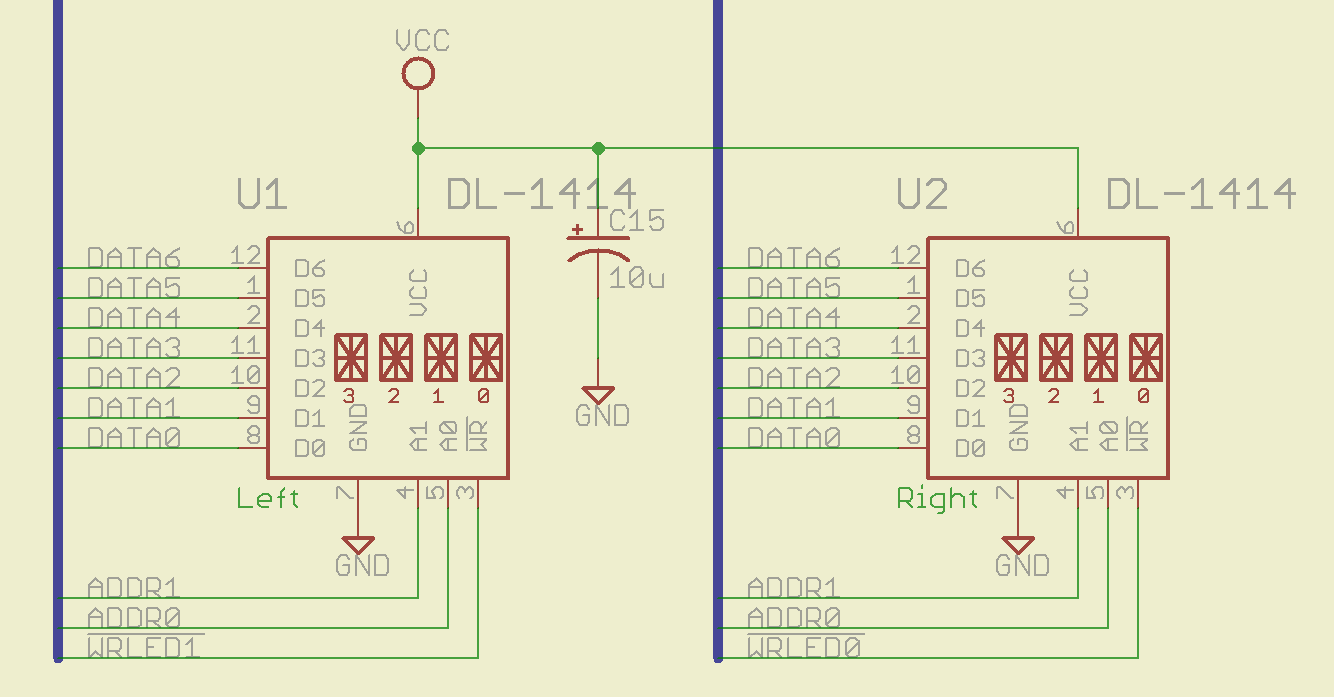 VCC
U1
DL-1414
C15
10u
GND
6
DATA6 12 D6
DATA5 1 D5
DATA4 2 D4
DATA3 11 D3
DATA2 10 D2
DATA1 9 D1
DATA0 8 D0
VCC
3 2 1 0
GND A1 A0 WR
Left
7 4 5 3
GND
ADDR1
ADDR0
WRLED1
U2
DL-1414
6
DATA6 12 D6
DATA5 1 D5
DATA4 2 D4
DATA3 11 D3
DATA2 10 D2
DATA1 9 D1
DATA0 8 D0
VCC
3 2 1 0
GND A1 A0 WR
Right
7 4 5 3
GND
ADDR1
ADDR0
WRLED0